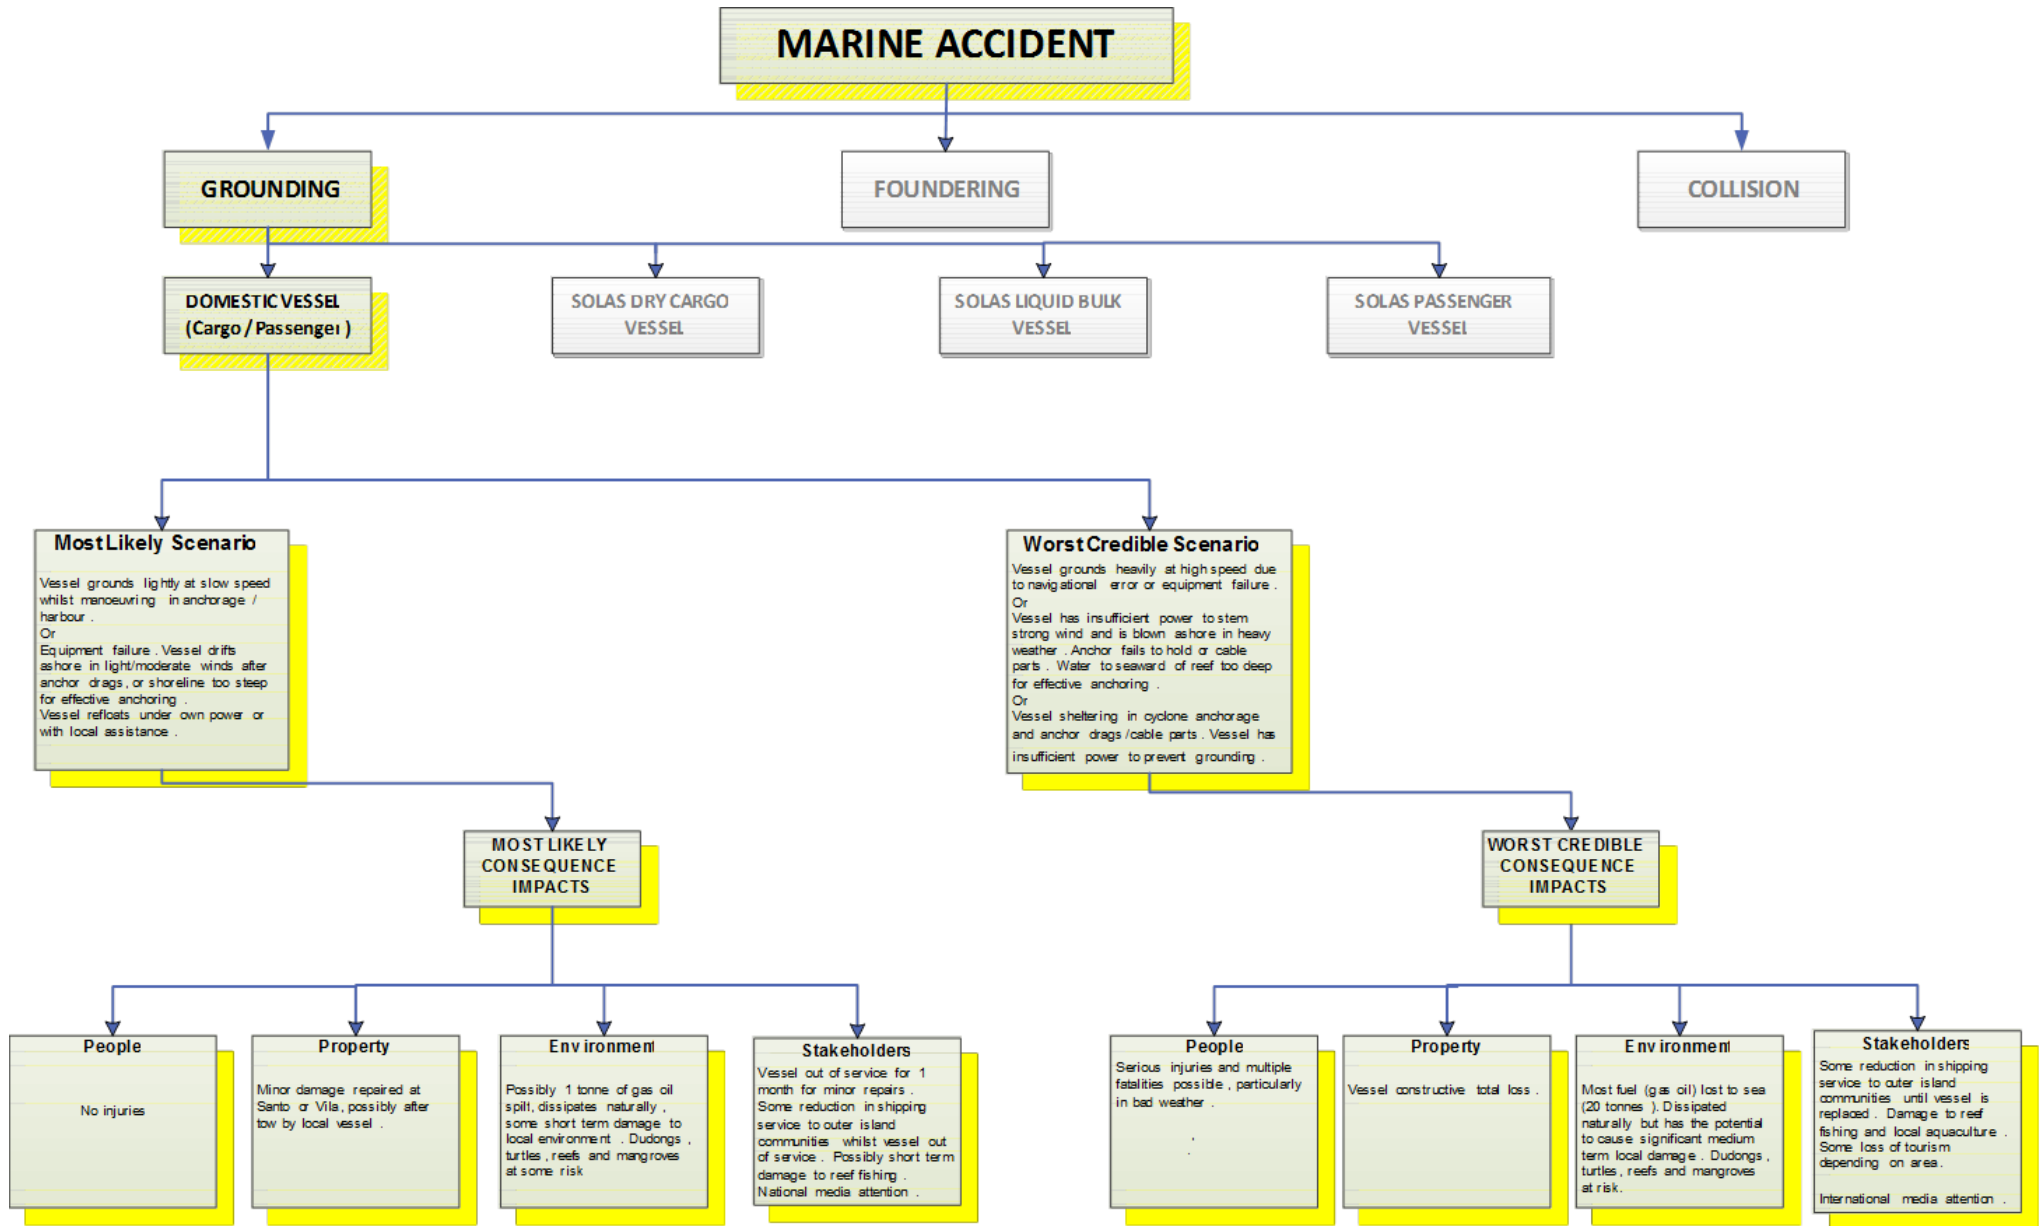 MARINE ACCIDENT
GROUNDING
FOUNDERING
COLLISION
DOMESTIC VESSEL
(Cargo / Passenger )
SOLAS DRY CARGO
VESSEL
SOLAS LIQUID BULK
VESSEL
SOLAS PASSENGER
VESSEL
Most Likely Scenario
Vessel grounds lightly at slow speed
whilst manoeuvring in anchorage /
harbour .
Or
Equipment failure . Vessel drifts
ashore in light/moderate winds after
anchor drags, or shoreline too steep
for effective anchoring .
Vessel refloats under own power or
with local assistance .
Worst Credible Scenario
Vessel grounds heavily at high speed due
to navigational error or equipment failure .
Or
Vessel has insufficient power to stem
strong wind and is blown ashore in heavy
weather . Anchor fails to hold or cable
parts . Water to seaward of reef too deep
for effective anchoring .
Or
Vessel sheltering in cyclone anchorage
and anchor drags /cable parts . Vessel has
insufficient power to prevent grounding .
MOST LIKELY
CONSEQUENCE
IMPACTS
WORST CREDIBLE
CONSEQUENCE
IMPACTS
People
No injuries
Property
Minor damage repaired at
Santo or Vila, possibly after
tow by local vessel .
Environment
Possibly 1 tonne of gas oil
spill, dissipates naturally ,
some short term damage to
local environment . Dudongs ,
turtles, reefs and mangroves
at some risk
Stakeholders
Vessel out of service for 1
month for minor repairs .
Some reduction in shipping
service to outer island
communities whilst vessel out
of service . Possibly short term
damage to reef fishing .
National media attention .
People
Serious injuries and multiple
fatalities possible , particularly
in bad weather .
,
.
Property
Vessel constructive total loss .
Environment
Most fuel (gas oil) lost to sea
(20 tonnes ). Dissipated
naturally but has the potential
to cause significant medium
term local damage . Dudongs ,
turtles, reefs and mangroves
at risk.
Stakeholders
Some reduction in shipping
service to outer island
communities until vessel is
replaced . Damage to reef
fishing and local aquaculture .
Some loss of tourism
depending on area.
International media attention .